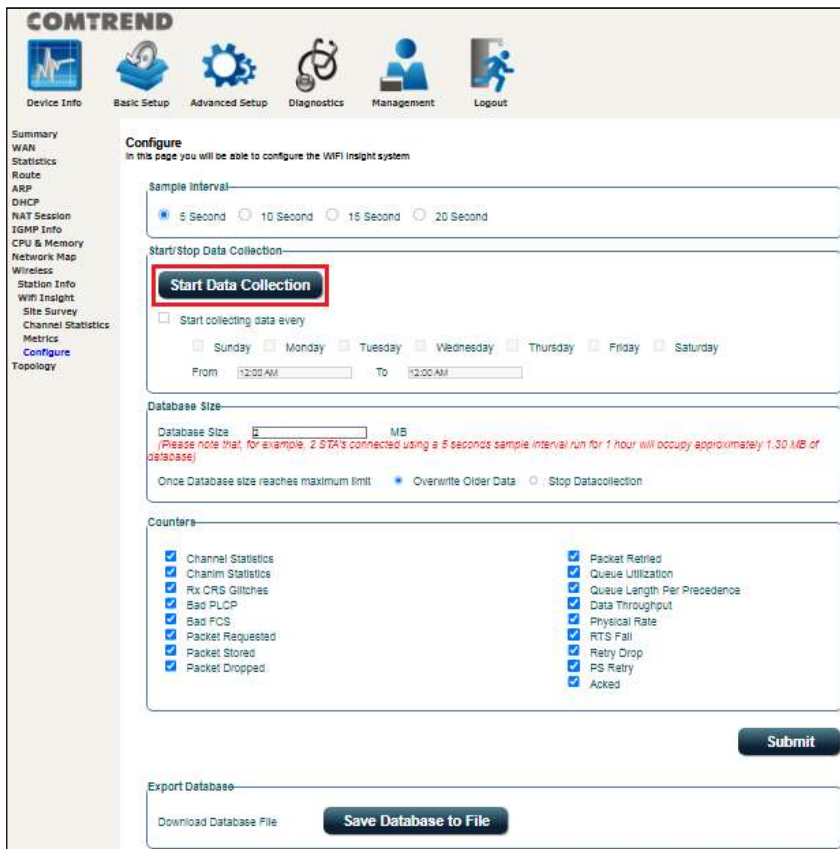 COMTREND
Device Info Basic Setup Advanced Setup Diagnostics Management Logout
Summary
WAN
Statistics
Route
ARP
DHCP
NAT Session
IGMP Info
CPU & Memory
Network Map
Wireless
Station Info
Wifi Insight
Site Survey
Channel Statistics
Metrics
Configure
Topology
Configure
In this page you will be able to configure the WiFi Insight system
Sample Interval
5 Second 10 Second 15 Second 20 Second
Start/Stop Data Collection
Start Data Collection
Start collecting data every
Sunday Monday Tuesday Wednesday Thursday Friday Saturday
From 12:00 AM To 12:00 AM
Database Size
Database Size 2 MB
(Please note that, for example, 2 STA's connected using a 5 seconds sample interval run for 1 hour will occupy approximately 1.30 MB of
database)
Once Database size reaches maximum limit Overwrite Older Data Stop Datacollection
Counters
Channel Statistics
Chanim Statistics
Rx CRS Glitches
Bad PLCP
Bad FCS
Packet Requested
Packet Stored
Packet Dropped
Packet Retried
Queue Utilization
Queue Length Per Precedence
Data Throughput
Physical Rate
RTS Fail
Retry Drop
PS Retry
Acked
Submit
Export Database
Download Database File Save Database to File